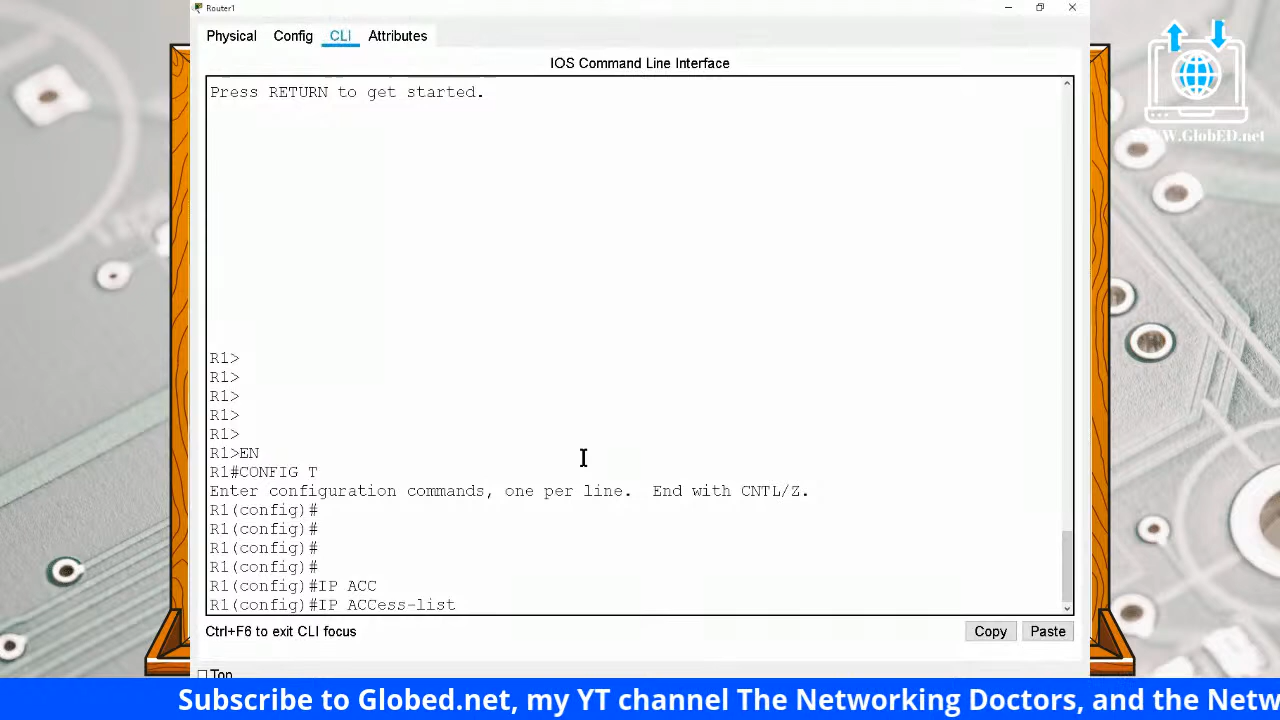 Router1
Physical Config CLI Attributes
IOS Command Line Interface
Press RETURN to get started.
R1>
R1>
R1>
R1>
R1>
R1>EN
R1#CONFIG T
Enter configuration commands, one per line.  End with CNTL/Z.
R1(config)#
R1(config)#
R1(config)#
R1(config)#
R1(config)#IP ACC
R1(config)#IP ACCess-list
Ctrl+F6 to exit CLI focus
Copy Paste
Top
WWW.GlobED.net
Subscribe to Globed.net, my YT channel The Networking Doctors, and the Netw